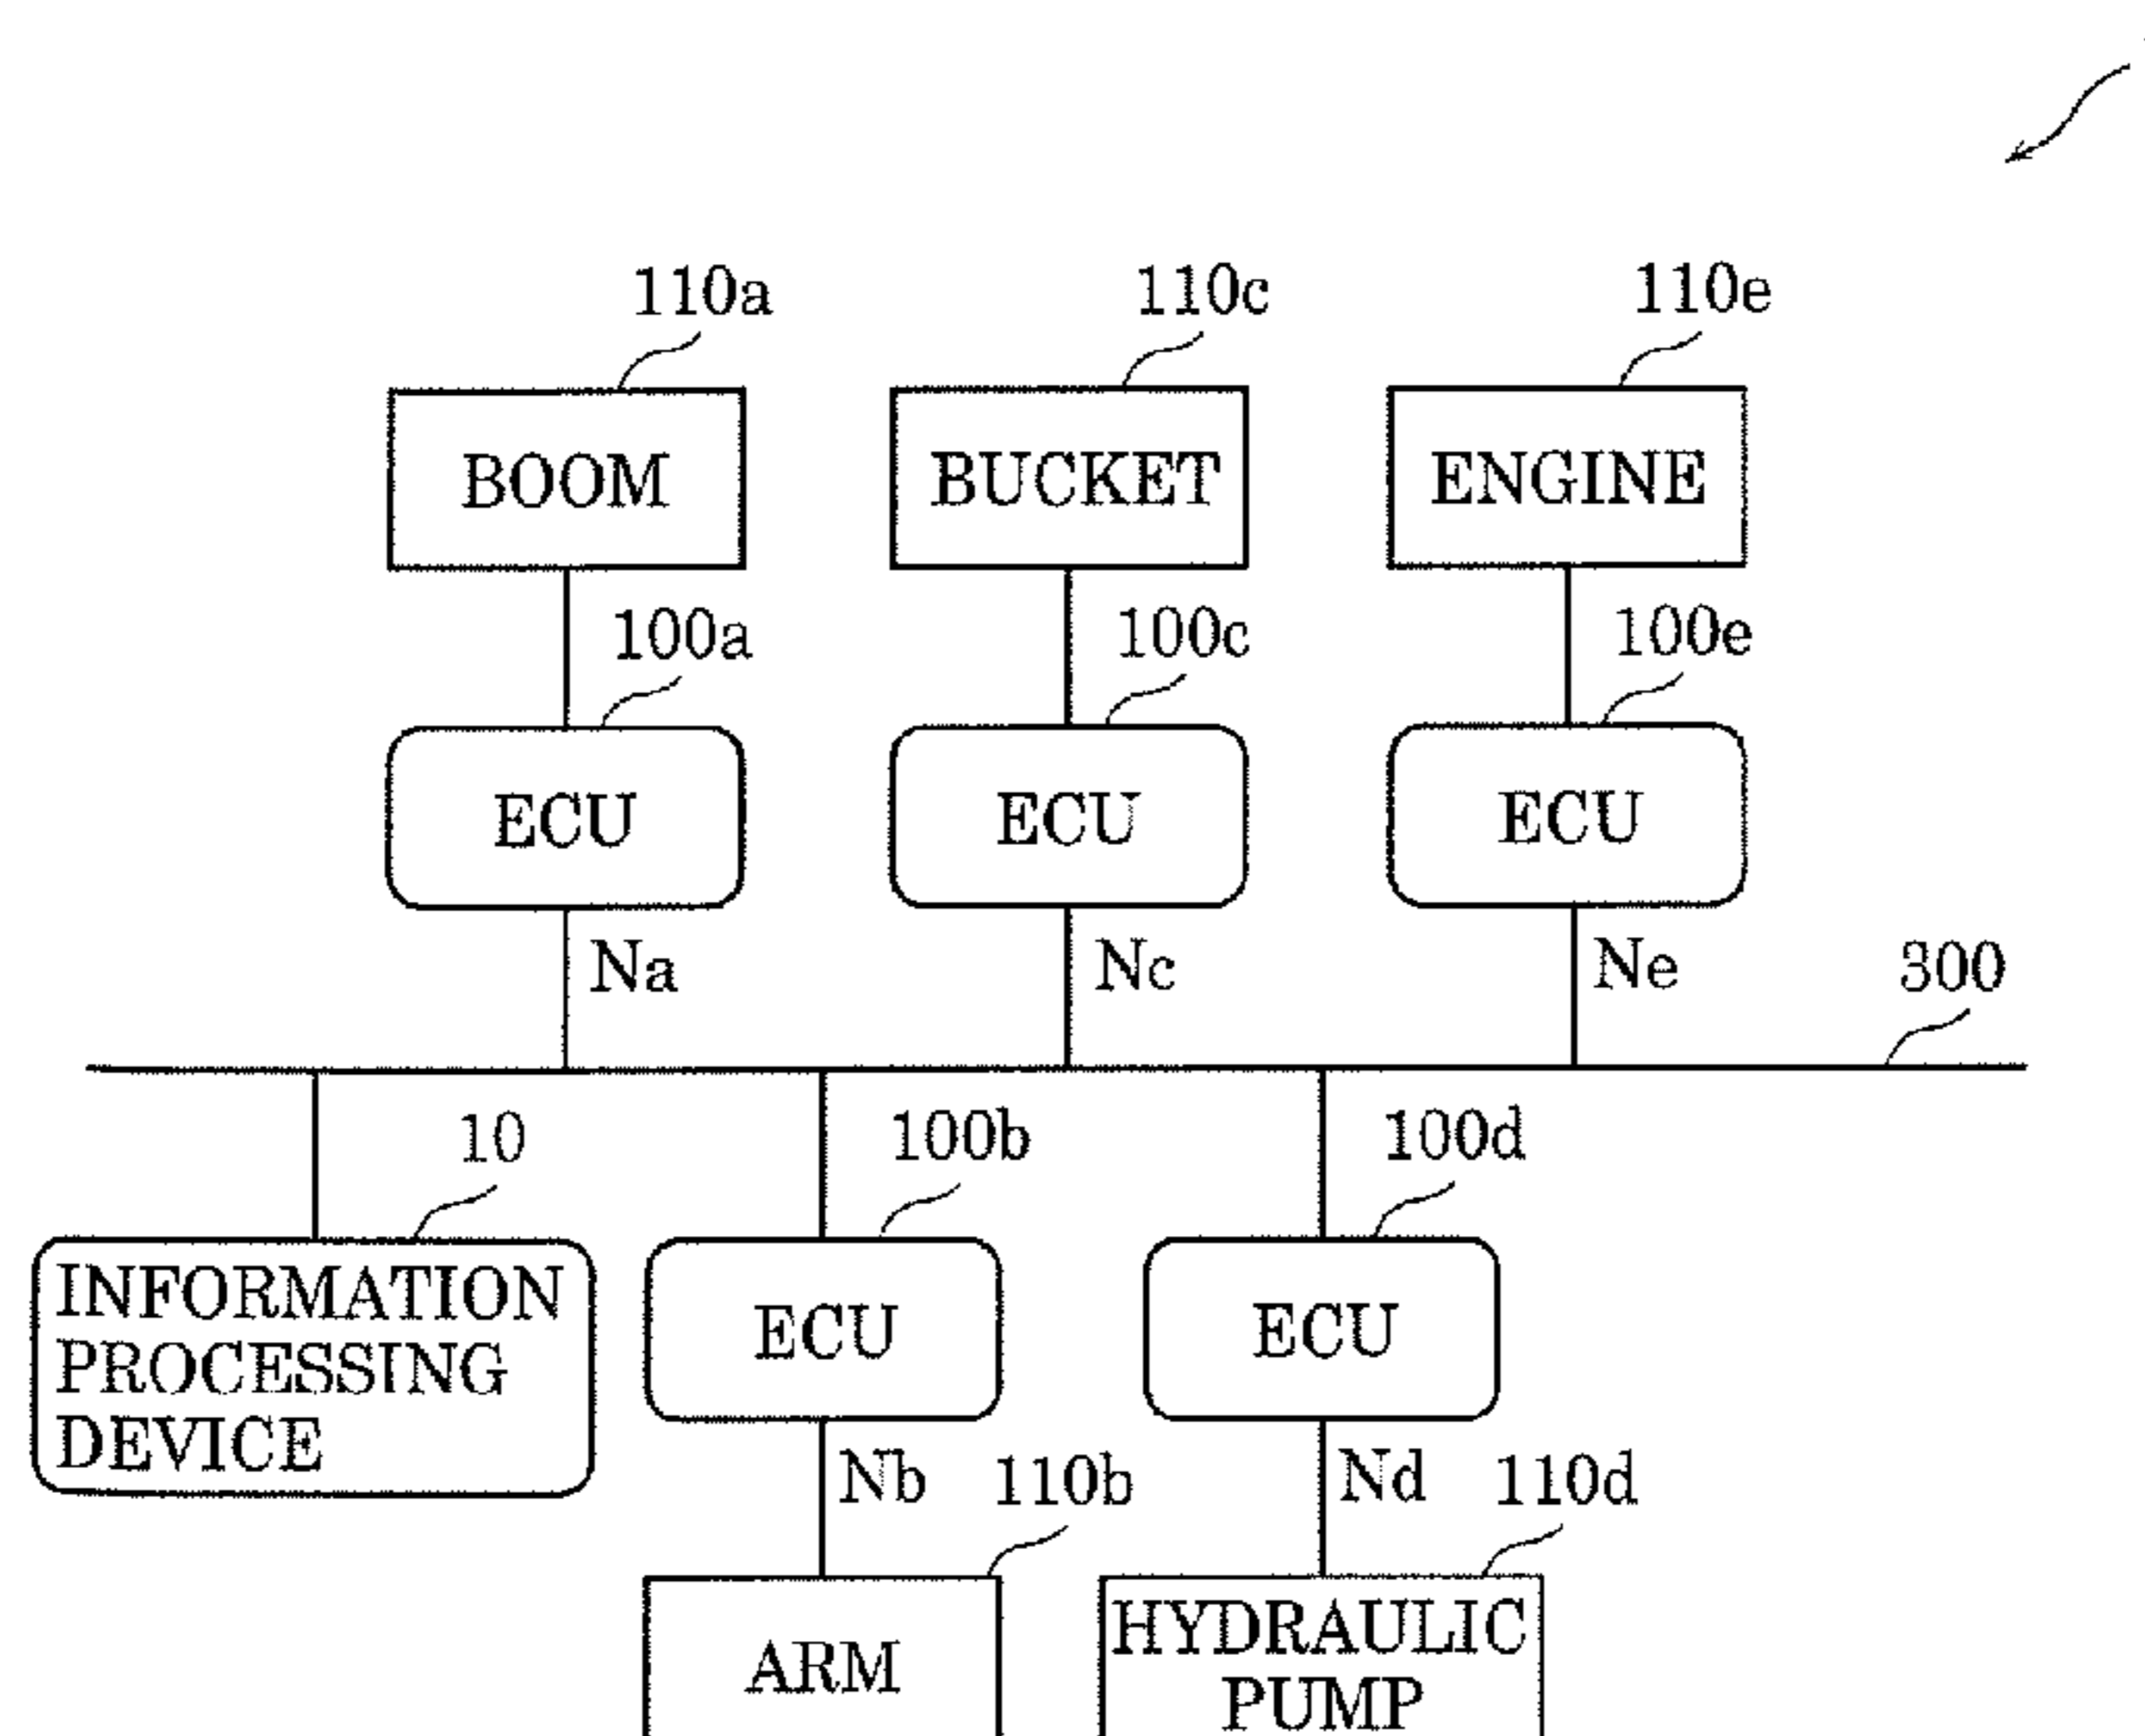 110a
110c
110e
BOOM
BUCKET
ENGINE
100a
100c
100e
ECU
ECU
ECU
Na
Nc
Ne
300
10
100b
100d
INFORMATION
PROCESSING
DEVICE
ECU
ECU
Nb
110b
Nd
110d
ARM
HYDRAULIC
PUMP